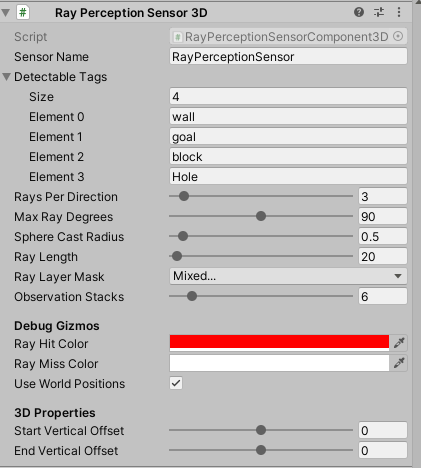 Ray Perception Sensor 3D
Script RayPerceptionSensorComponent3D
Sensor Name RayPerceptionSensor
Detectable Tags
Size 4
Element 0 wall
Element 1 goal
Element 2 block
Element 3 Hole
Rays Per Direction 3
Max Ray Degrees 90
Sphere Cast Radius 0.5
Ray Length 20
Ray Layer Mask Mixed...
Observation Stacks 6
Debug Gizmos
Ray Hit Color
Ray Miss Color
Use World Positions
3D Properties
Start Vertical Offset 0
End Vertical Offset 0